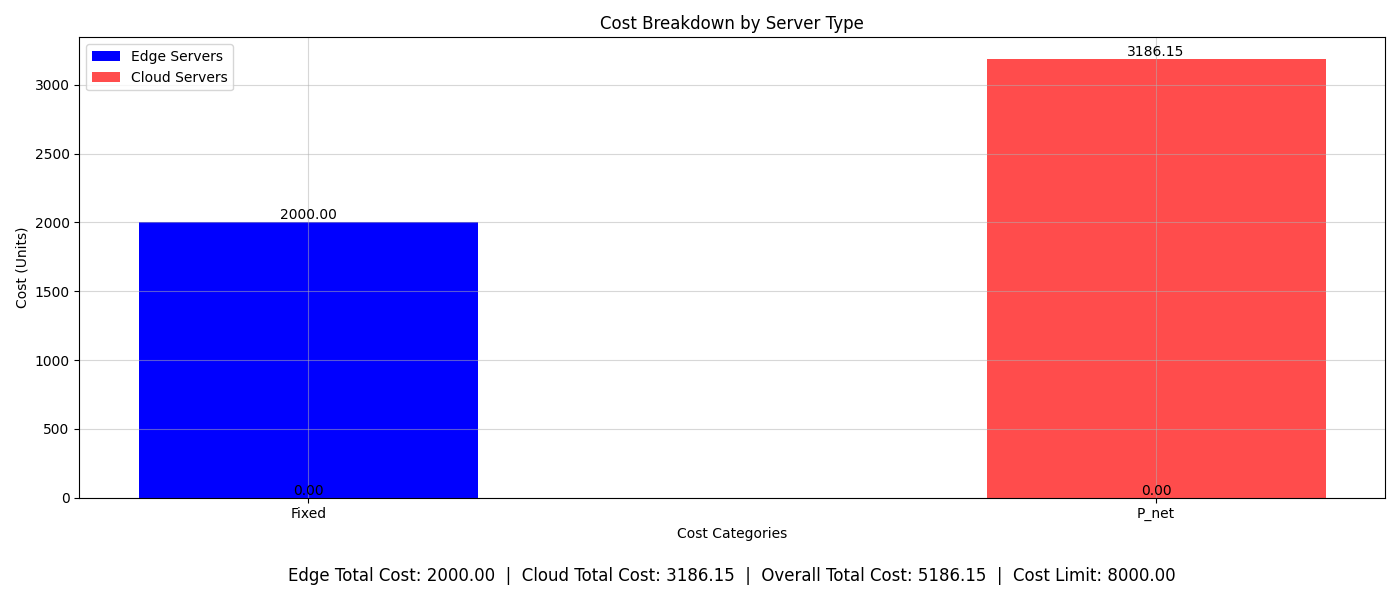 Cost Breakdown by Server Type
Edge Servers
Cloud Servers
3186.15
3000
2500
2000.00
2000
1500
1000
500
0
0.00
0.00
Cost (Units)
Fixed
P_net
Cost Categories
Edge Total Cost: 2000.00 | Cloud Total Cost: 3186.15 | Overall Total Cost: 5186.15 | Cost Limit: 8000.00